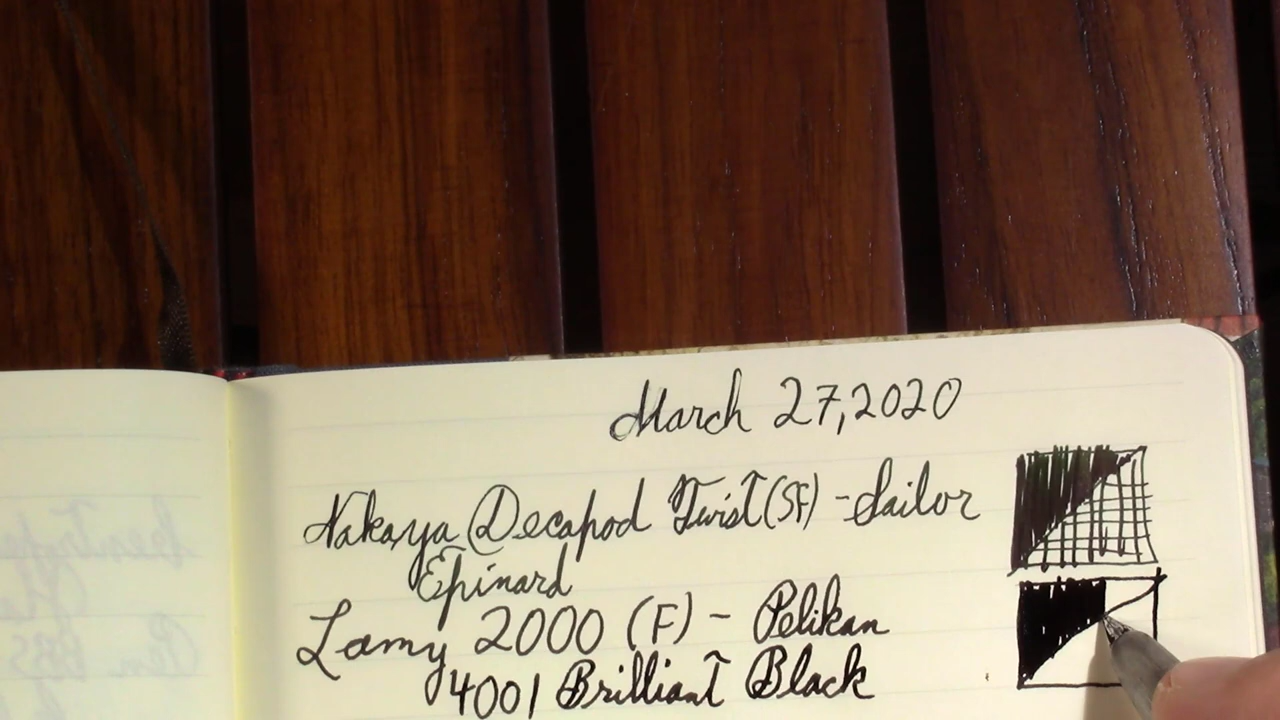 March 27, 2020
Nakaya Decapod Twist (SF) - Sailor
Epinard
Lamy 2000 (F) - Pelikan
4001 Brilliant Black